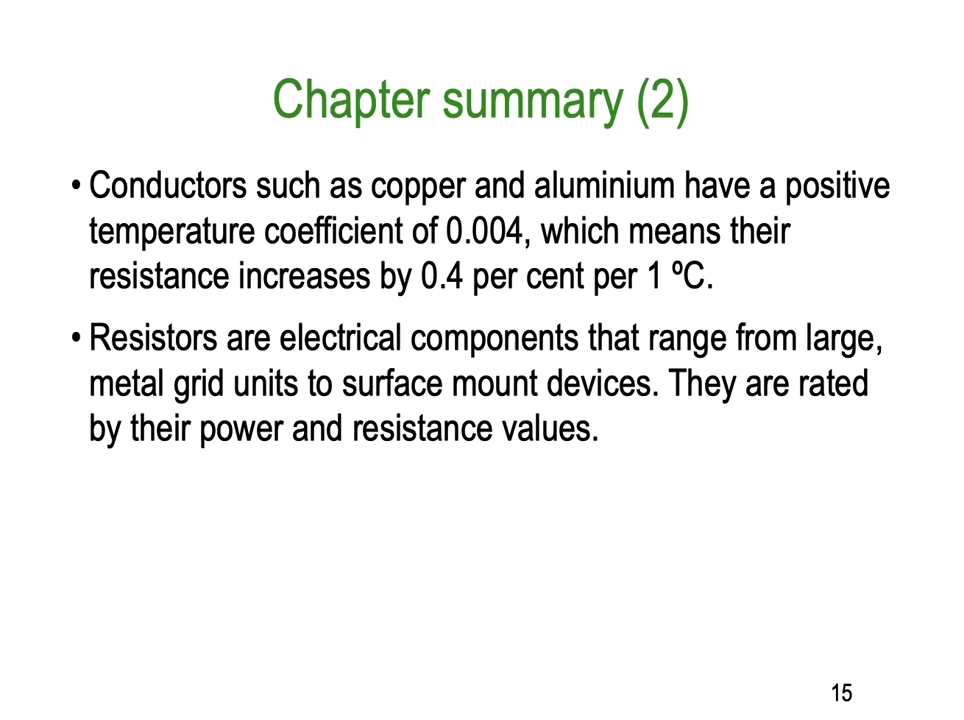 Chapter summary (2)
• Conductors such as copper and aluminium have a positive
temperature coefficient of 0.004, which means their
resistance increases by 0.4 per cent per 1 ºC.
• Resistors are electrical components that range from large,
metal grid units to surface mount devices. They are rated
by their power and resistance values.
15